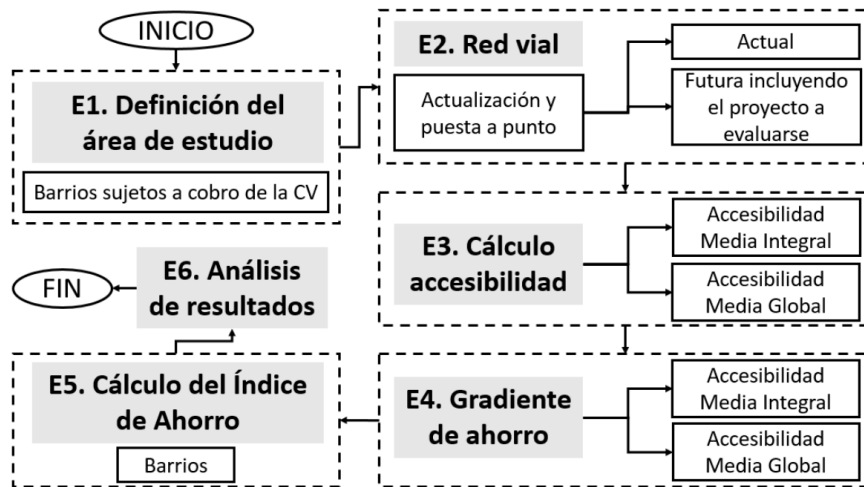 INICIO
E1. Definición del
área de estudio
Barrios sujetos a cobro de la CV
E2. Red vial
Actualización y
puesta a punto
Actual
Futura incluyendo
el proyecto a
evaluarse
E3. Cálculo
accesibilidad
Accesibilidad
Media Integral
Accesibilidad
Media Global
E4. Gradiente
de ahorro
Accesibilidad
Media Integral
Accesibilidad
Media Global
E5. Cálculo del Índice
de Ahorro
Barrios
E6. Análisis
de resultados
FIN